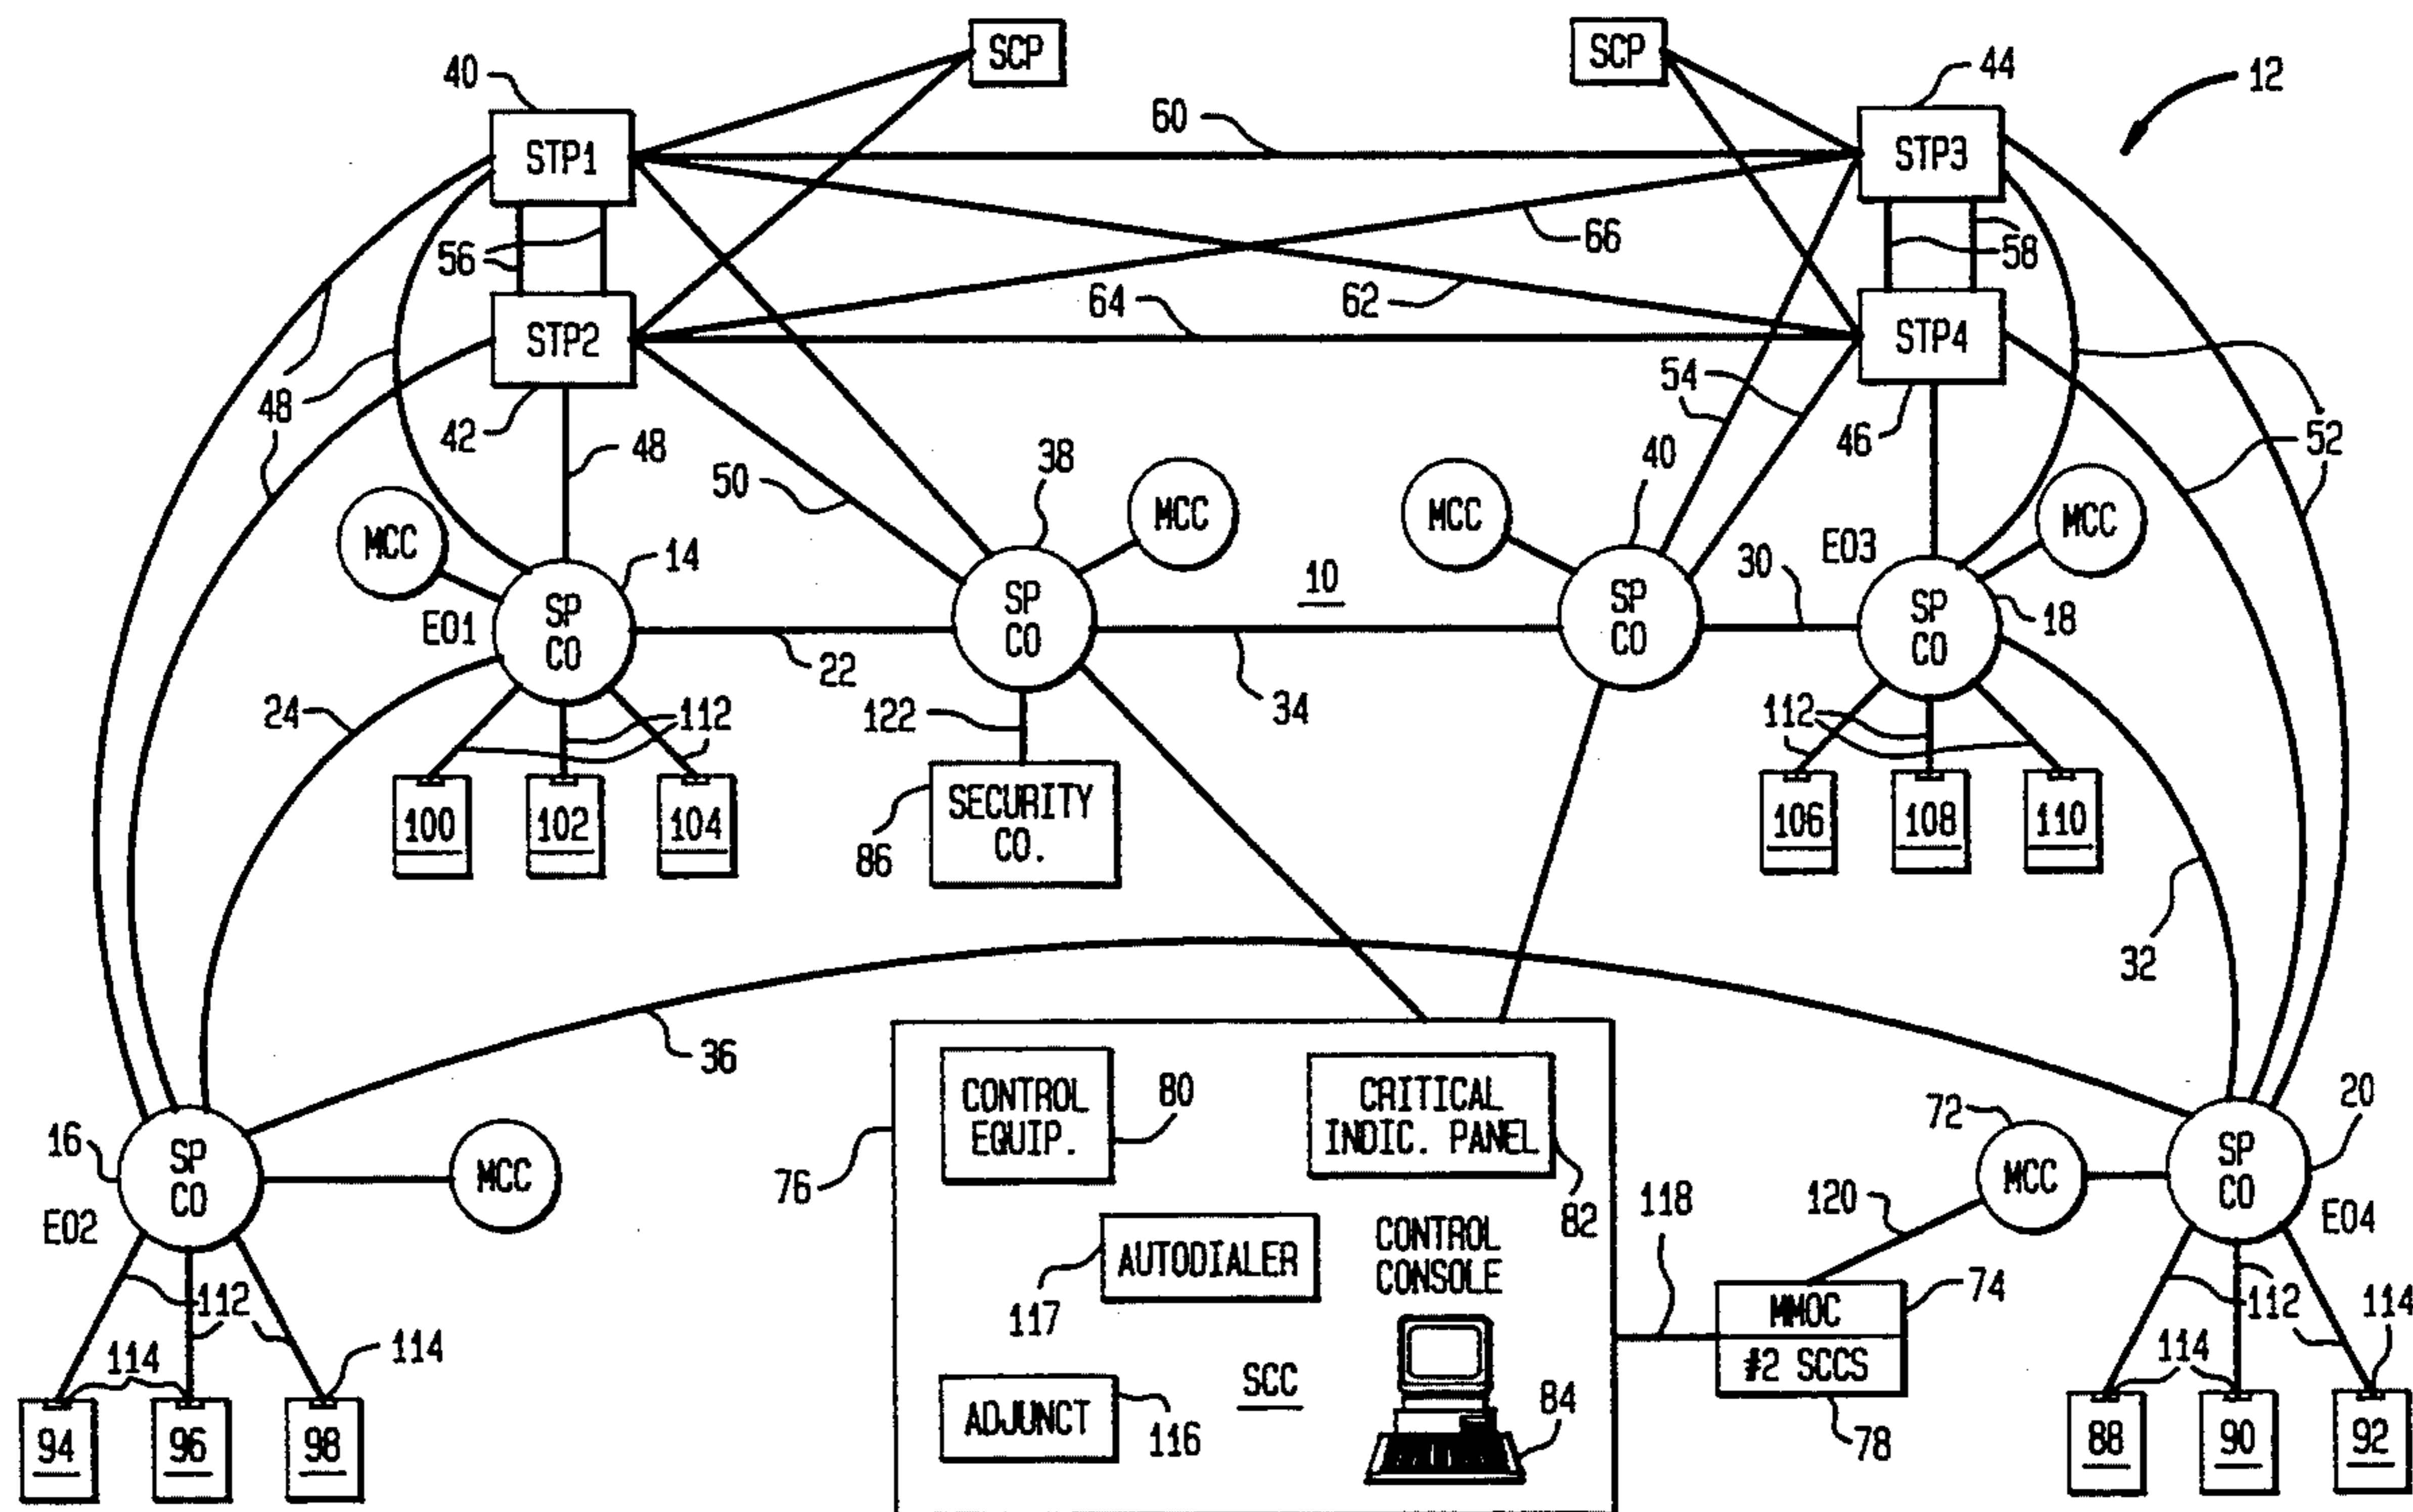 SCP
SCP
40
44
12
60
STP1
STP3
56
66
58
64
62
STP2
STP4
54
48
48
42
48
46
52
50
38
40
MCC
MCC
MCC
MCC
14
E03
10
30
SP
CO
SP
CO
SP
CO
SP
CO
E01
18
22
34
24
112
122
112
100
102
104
SECURITY
CO.
86
106
108
110
32
36
CONTROL
EQUIP.
80
CRITICAL
INDIC. PANEL
72
20
16
SP
CO
MCC
76
82
MCC
SP
CO
118
120
E02
E04
AUTODIALER
CONTROL
CONSOLE
117
112
74
112
114
MMOC
#2 SCCS
114
114
SCC
114
ADJUNCT
116
84
78
94
96
98
88
90
92